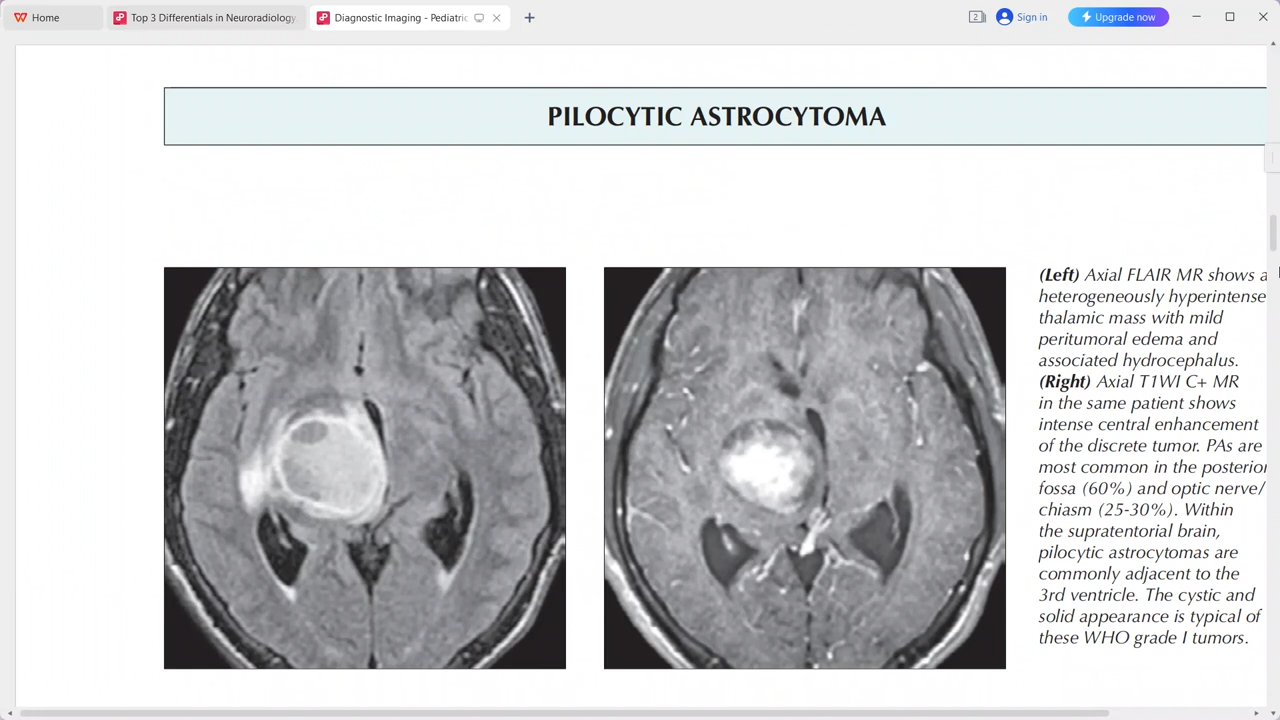 Home
Top 3 Differentials in Neuroradiology.
Diagnostic Imaging - Pediatric
2
Sign in
Upgrade now
PILOCYTIC ASTROCYTOMA
(Left) Axial FLAIR MR shows a
heterogeneously hyperintense
thalamic mass with mild
peritumoral edema and
associated hydrocephalus.
(Right) Axial T1WI C+ MR
in the same patient shows
intense central enhancement
of the discrete tumor. PAs are
most common in the posterior
fossa (60%) and optic nerve/
chiasm (25-30%). Within
the supratentorial brain,
pilocytic astrocytomas are
commonly adjacent to the
3rd ventricle. The cystic and
solid appearance is typical of
these WHO grade I tumors.